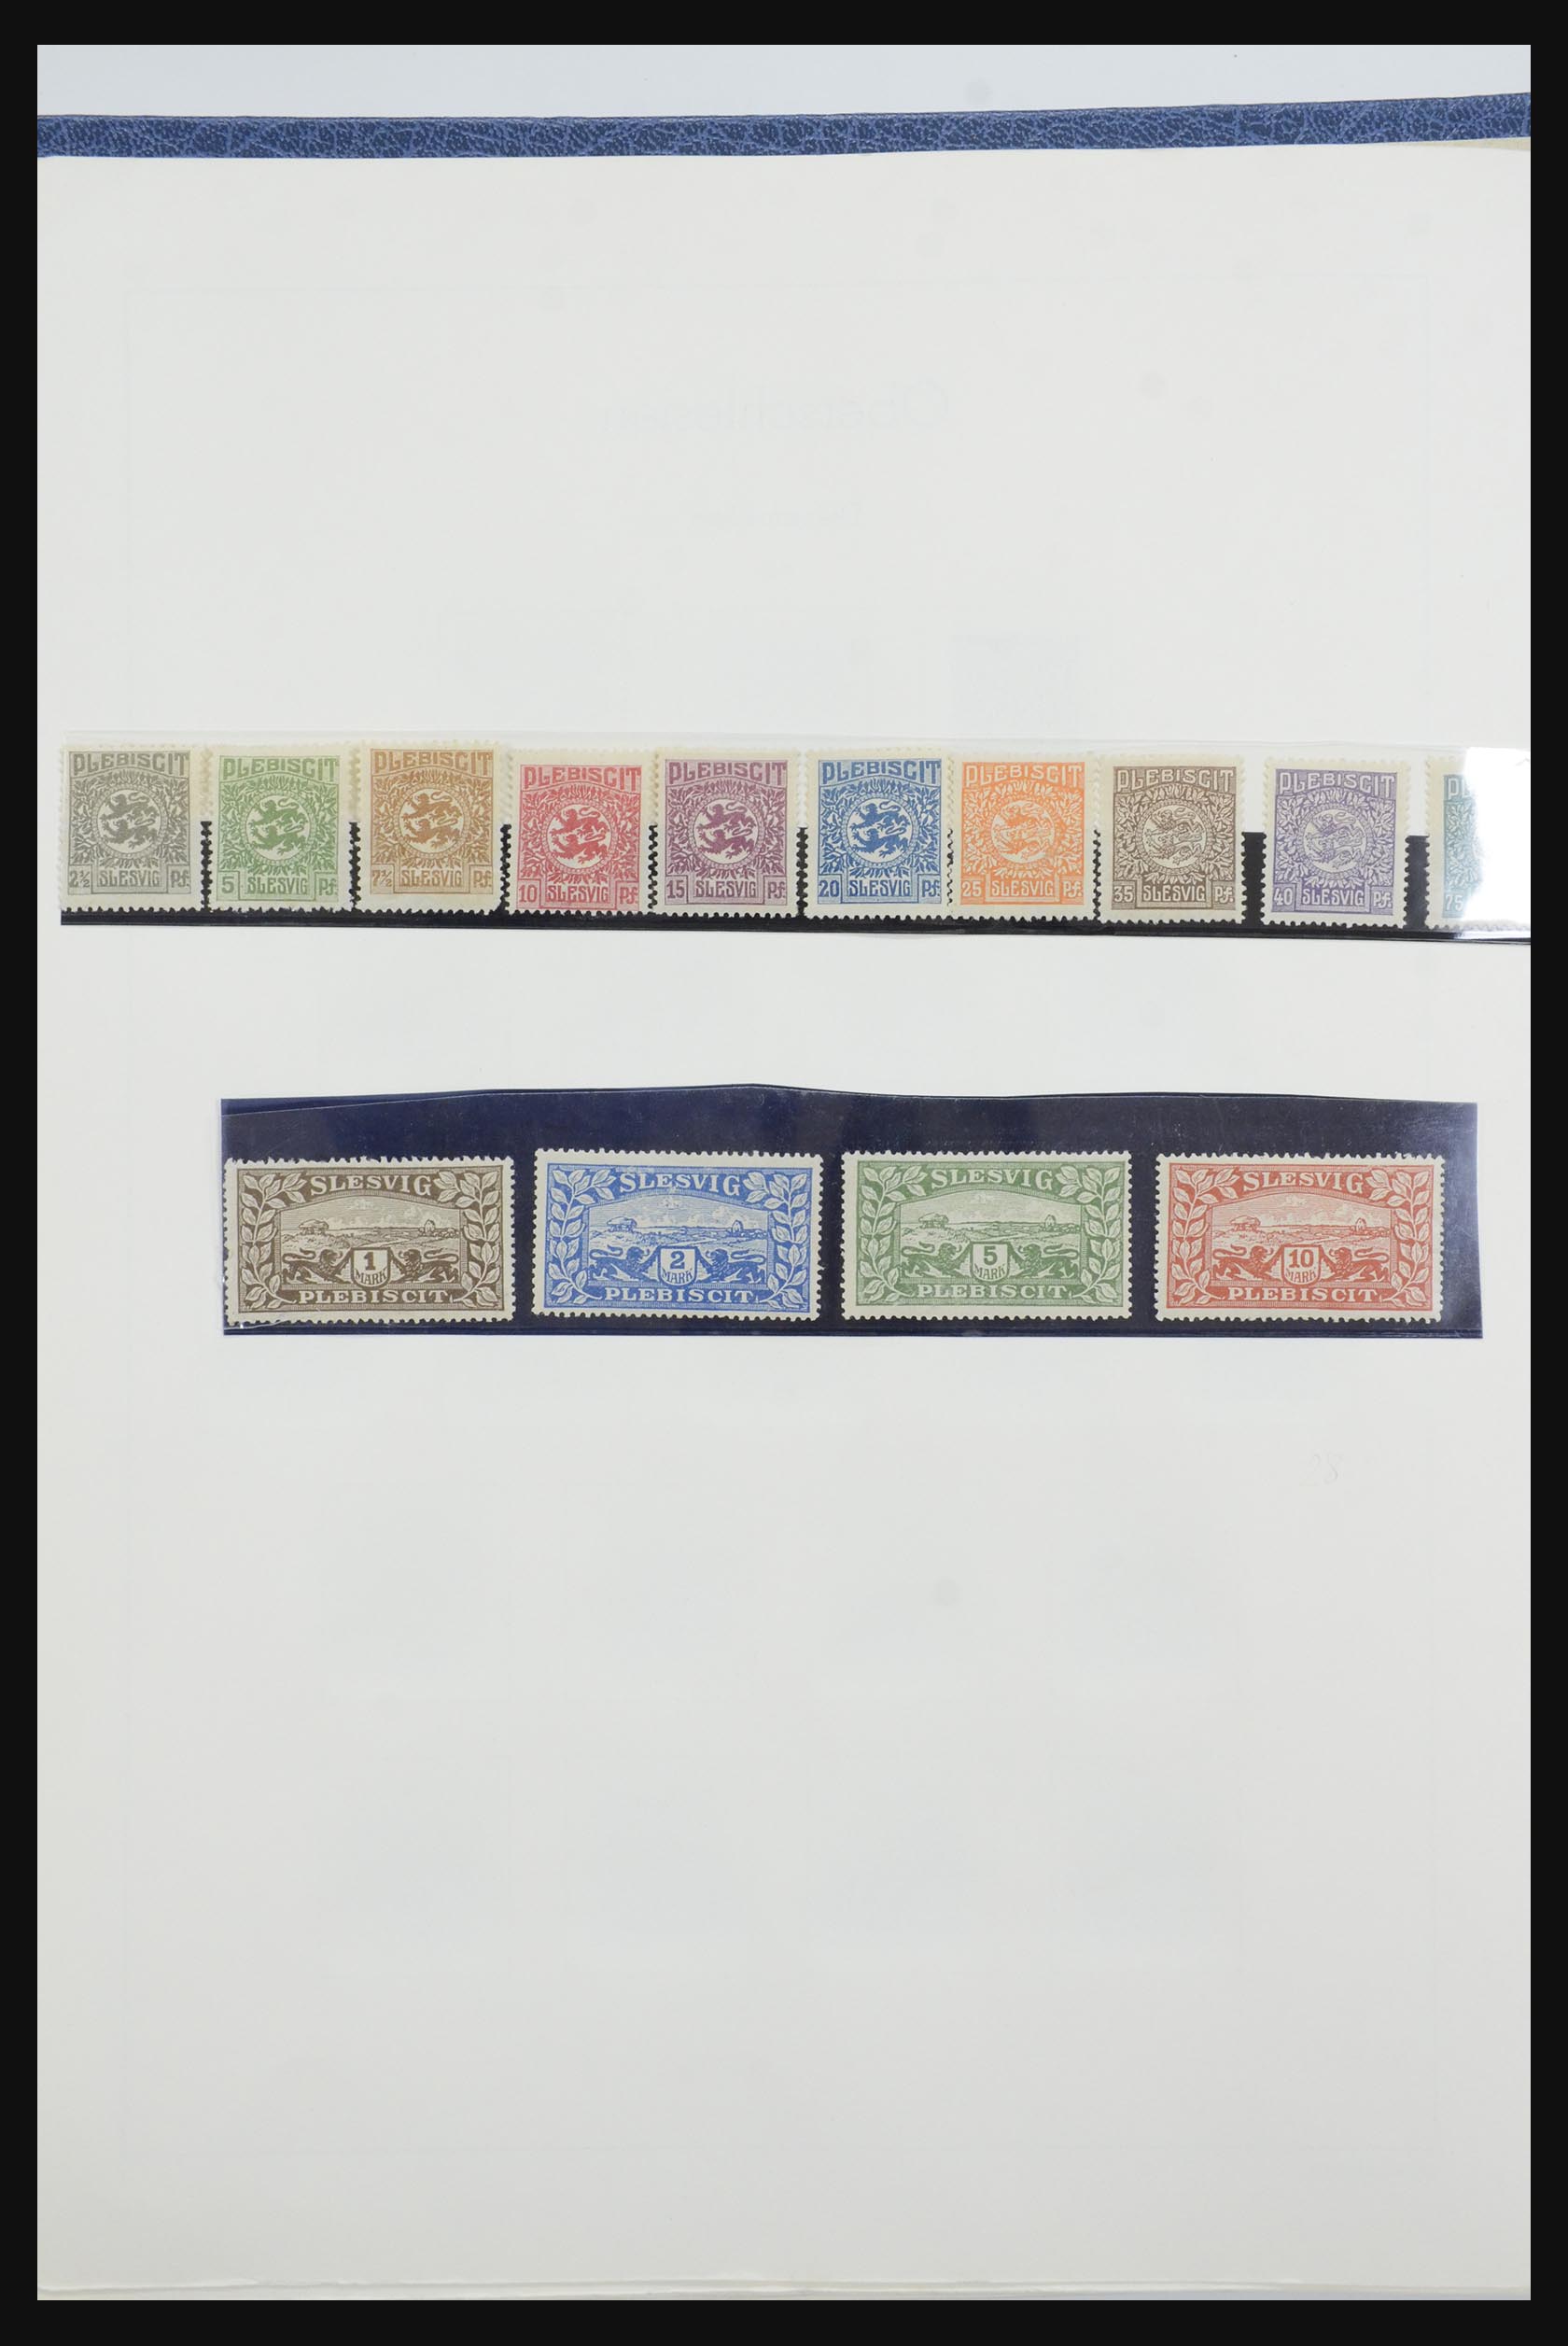 PLEBISCIT
2½ SLESVIG Pf.
PLEBISCIT
5 SLESVIG Pf.
PLEBISCIT
7½ SLESVIG Pf.
PLEBISCIT
10 SLESVIG Pf.
PLEBISCIT
15 SLESVIG Pf.
PLEBISCIT
20 SLESVIG Pf.
PLEBISCIT
25 SLESVIG Pf.
PLEBISCIT
35 SLESVIG Pf.
PLEBISCIT
40 SLESVIG Pf.
PL
75
SLESVIG
1
MARK
PLEBISCIT
SLESVIG
2
MARK
PLEBISCIT
SLESVIG
5
MARK
PLEBISCIT
SLESVIG
10
MARK
PLEBISCIT
28